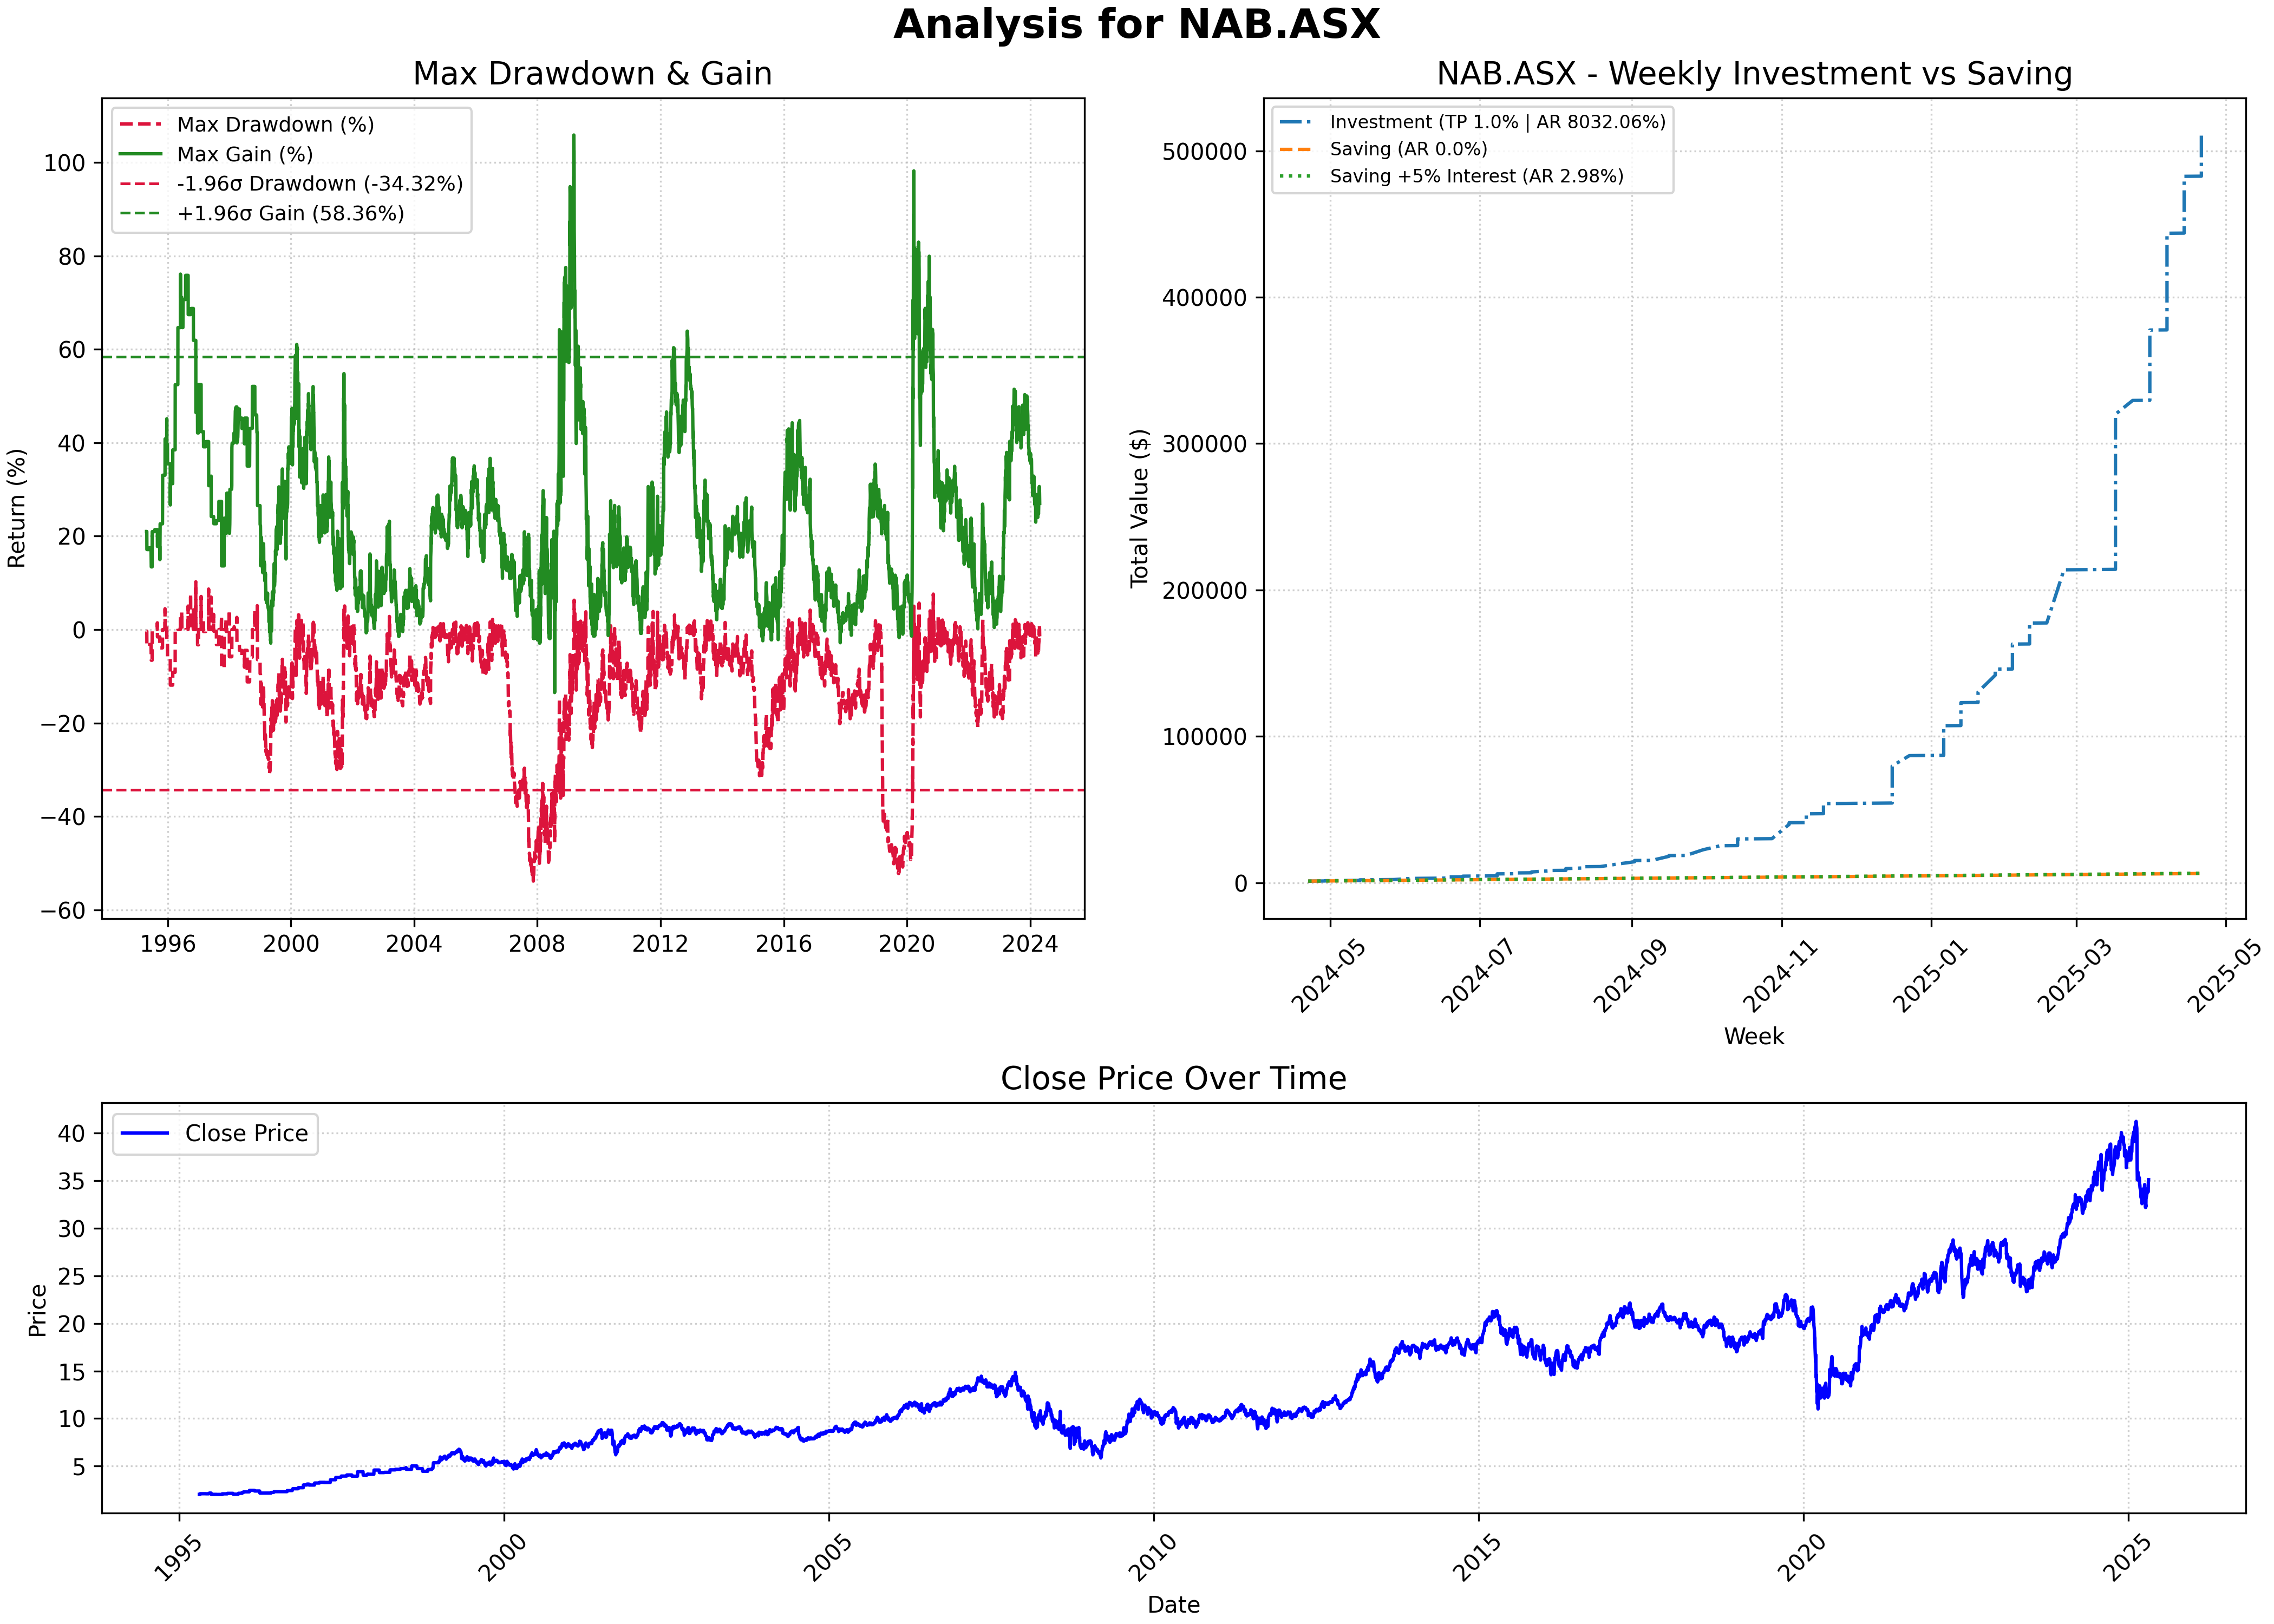 Analysis for NAB.ASX
Max Drawdown & Gain
Max Drawdown (%)
Max Gain (%)
-1.96σ Drawdown (-34.32%)
+1.96σ Gain (58.36%)
Return (%)
100
80
60
40
20
0
−20
−40
−60
1996
2000
2004
2008
2012
2016
2020
2024
NAB.ASX - Weekly Investment vs Saving
Investment (TP 1.0% | AR 8032.06%)
Saving (AR 0.0%)
Saving +5% Interest (AR 2.98%)
Total Value ($)
500000
400000
300000
200000
100000
0
2024-05
2024-07
2024-09
2024-11
2025-01
2025-03
2025-05
Week
Close Price Over Time
Close Price
Price
40
35
30
25
20
15
10
5
1995
2000
2005
2010
2015
2020
2025
Date